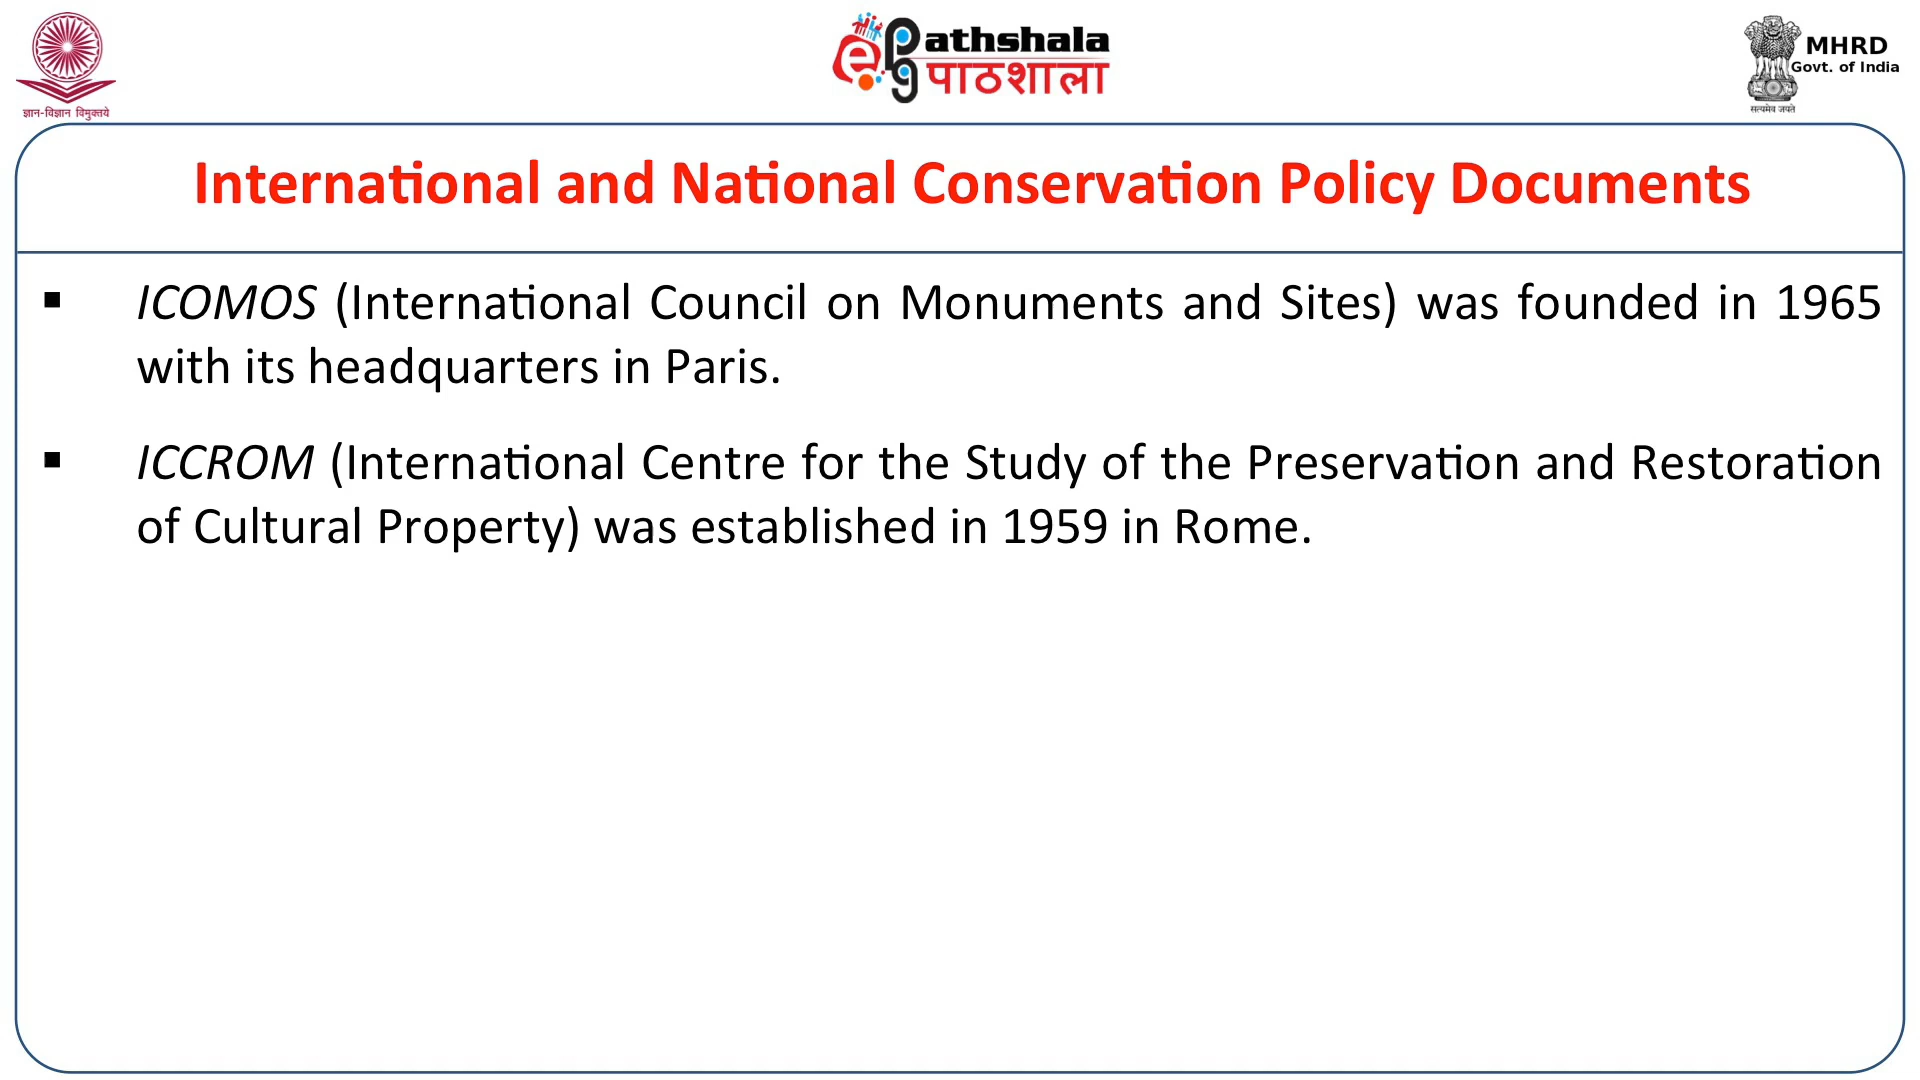 ज्ञान-विज्ञान विमुक्तये
ePathshala
पाठशाला
MHRD
Govt. of India
सत्यमेव जयते
International and National Conservation Policy Documents
▪ ICOMOS (International Council on Monuments and Sites) was founded in 1965
with its headquarters in Paris.
▪ ICCROM (International Centre for the Study of the Preservation and Restoration
of Cultural Property) was established in 1959 in Rome.